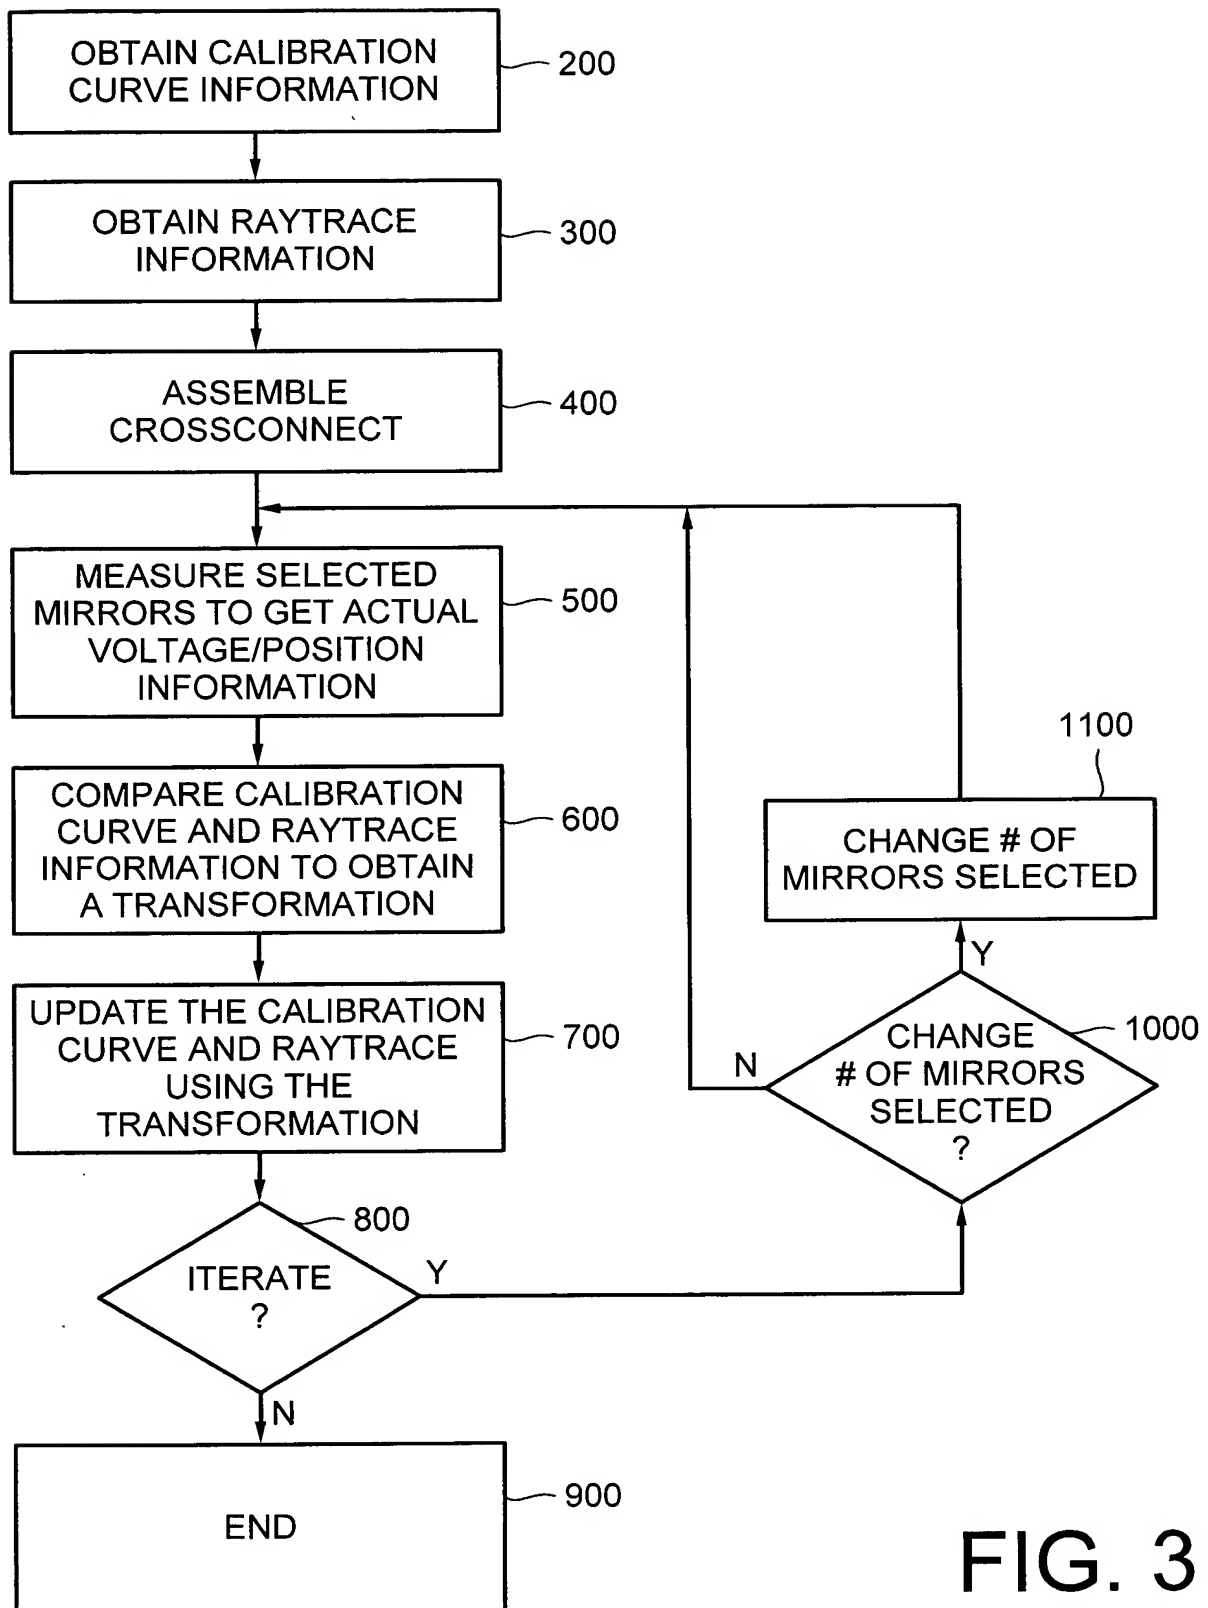 OBTAIN CALIBRATION
CURVE INFORMATION
200
OBTAIN RAYTRACE
INFORMATION
300
ASSEMBLE
CROSSCONNECT
400
MEASURE SELECTED
MIRRORS TO GET ACTUAL
VOLTAGE/POSITION
INFORMATION
500
COMPARE CALIBRATION
CURVE AND RAYTRACE
INFORMATION TO OBTAIN
A TRANSFORMATION
600
UPDATE THE CALIBRATION
CURVE AND RAYTRACE
USING THE
TRANSFORMATION
700
ITERATE
?
800
Y
N
END
900
1100
CHANGE # OF
MIRRORS SELECTED
Y
CHANGE
# OF MIRRORS
SELECTED
?
1000
N
FIG. 3